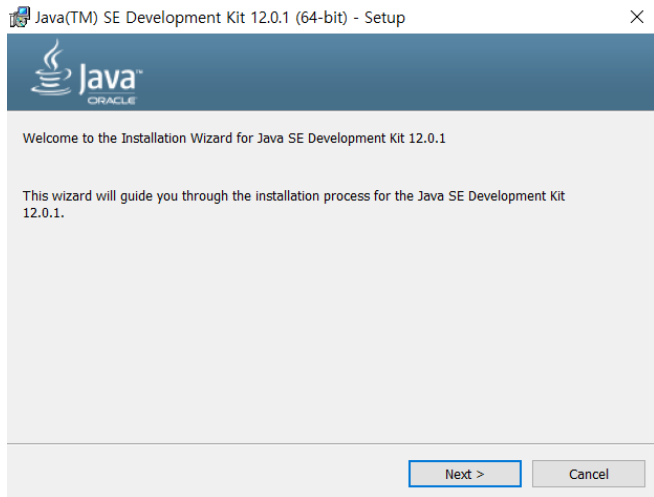 Java(TM) SE Development Kit 12.0.1 (64-bit) - Setup
Java™
ORACLE
Welcome to the Installation Wizard for Java SE Development Kit 12.0.1
This wizard will guide you through the installation process for the Java SE Development Kit
12.0.1.
Next >
Cancel